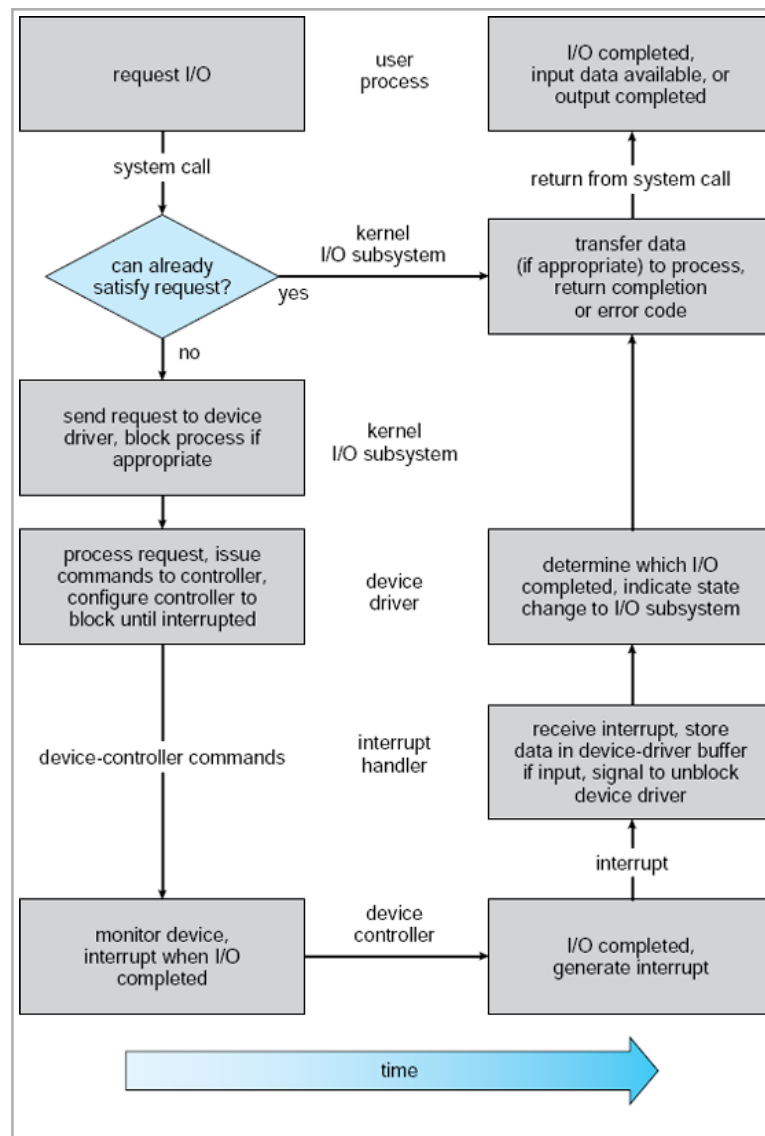 request I/O
user
process
I/O completed,
input data available, or
output completed
system call
return from system call
can already
satisfy request?
yes
no
kernel
I/O subsystem
transfer data
(if appropriate) to process,
return completion
or error code
send request to device
driver, block process if
appropriate
kernel
I/O subsystem
process request, issue
commands to controller,
configure controller to
block until interrupted
device
driver
determine which I/O
completed, indicate state
change to I/O subsystem
device-controller commands
interrupt
handler
receive interrupt, store
data in device-driver buffer
if input, signal to unblock
device driver
interrupt
monitor device,
interrupt when I/O
completed
device
controller
I/O completed,
generate interrupt
time